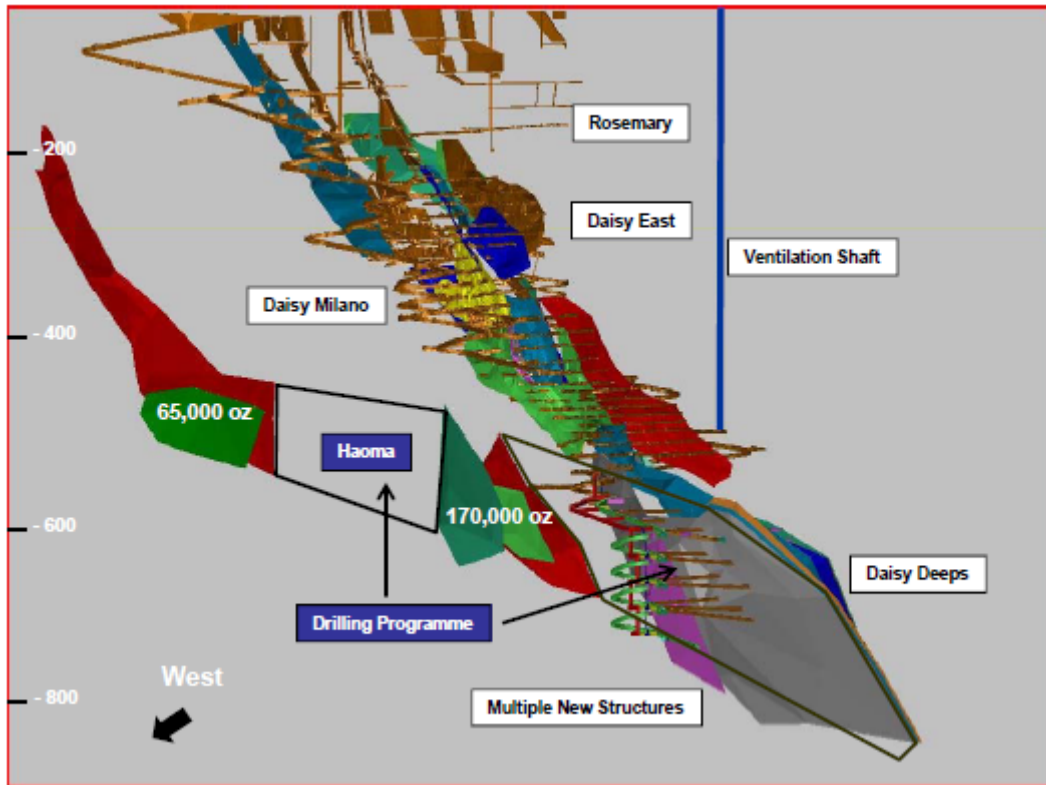 Rosemary
- 200
Daisy East
Ventilation Shaft
Daisy Milano
- 400
65,000 oz
Haoma
170,000 oz
- 600
Daisy Deeps
Drilling Programme
West
- 800
Multiple New Structures